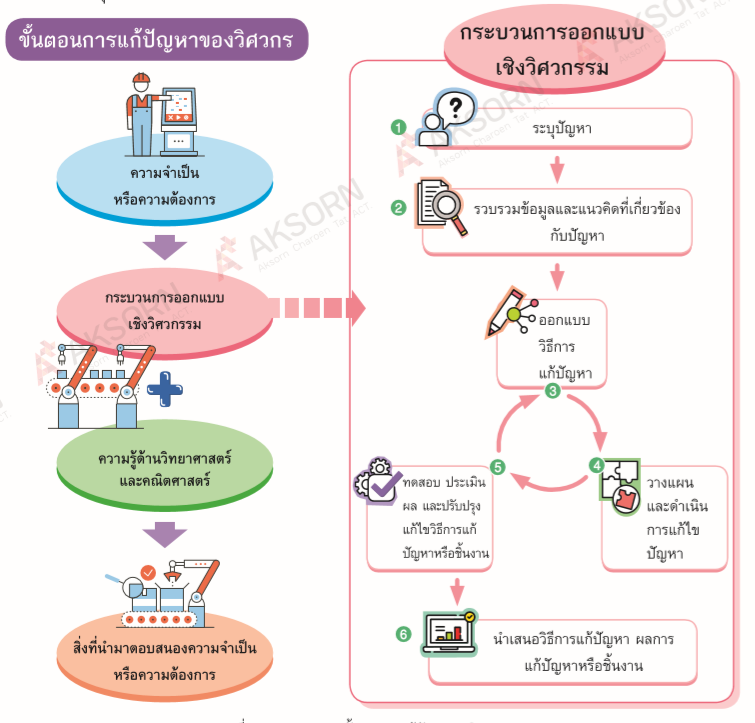 ขั้นตอนการแก้ปัญหาของวิศวกร
ความจำเป็น
หรือความต้องการ
กระบวนการออกแบบ
เชิงวิศวกรรม
ความรู้ด้านวิทยาศาสตร์
และคณิตศาสตร์
สิ่งที่นำมาตอบสนองความจำเป็น
หรือความต้องการ
กระบวนการออกแบบ
เชิงวิศวกรรม
1
ระบุปัญหา
2
รวบรวมข้อมูลและแนวคิดที่เกี่ยวข้อง
กับปัญหา
ออกแบบ
วิธีการ
แก้ปัญหา
3
4
วางแผน
และดำเนิน
การแก้ไข
ปัญหา
5
ทดสอบ ประเมิน
ผล และปรับปรุง
แก้ไขวิธีการแก้
ปัญหาหรือชิ้นงาน
6
นำเสนอวิธีการแก้ปัญหา ผลการ
แก้ปัญหาหรือชิ้นงาน
AKSORN
Aksorn Charoen Tat ACT